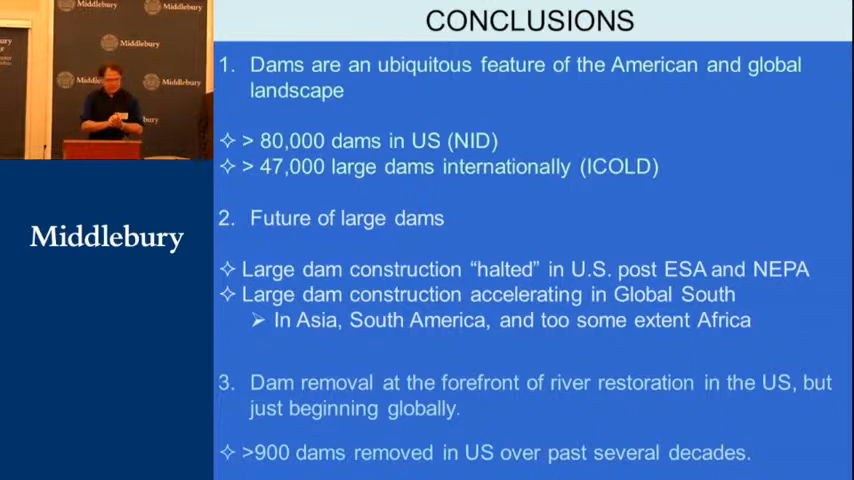 CONCLUSIONS
1. Dams are an ubiquitous feature of the American and global
landscape
> 80,000 dams in US (NID)
> 47,000 large dams internationally (ICOLD)
2. Future of large dams
Large dam construction “halted” in U.S. post ESA and NEPA
Large dam construction accelerating in Global South
In Asia, South America, and too some extent Africa
3. Dam removal at the forefront of river restoration in the US, but
just beginning globally.
>900 dams removed in US over past several decades.
Middlebury
Middlebury
Middlebury
Middlebury